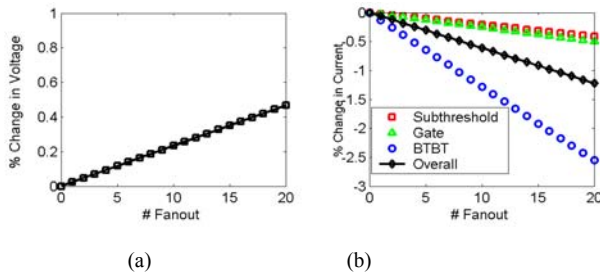 1
0.8
0.6
0.4
0.2
0
0 5 10 15 20
% Change in Voltage
# Fanout
(a)
0
-0.5
-1
-1.5
-2
-2.5
-3
0 5 10 15 20
% Change in Current
Subthreshold
Gate
BTBT
Overall
# Fanout
(b)